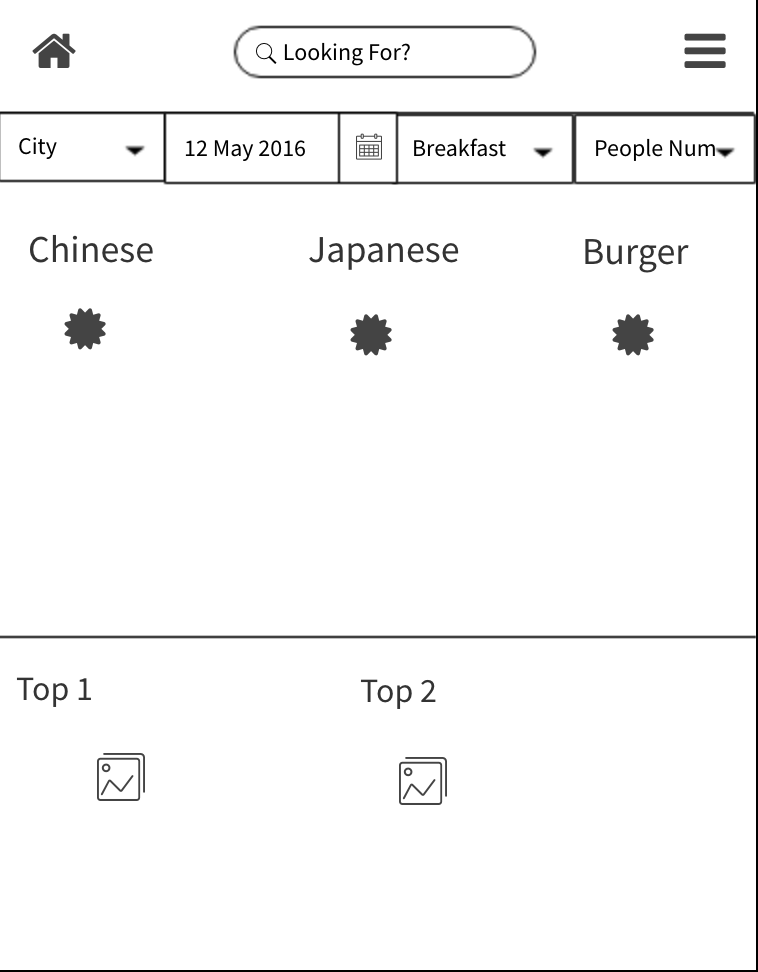 Looking For?
City
12 May 2016
Breakfast
People Num
Chinese
Japanese
Burger
Top 1
Top 2